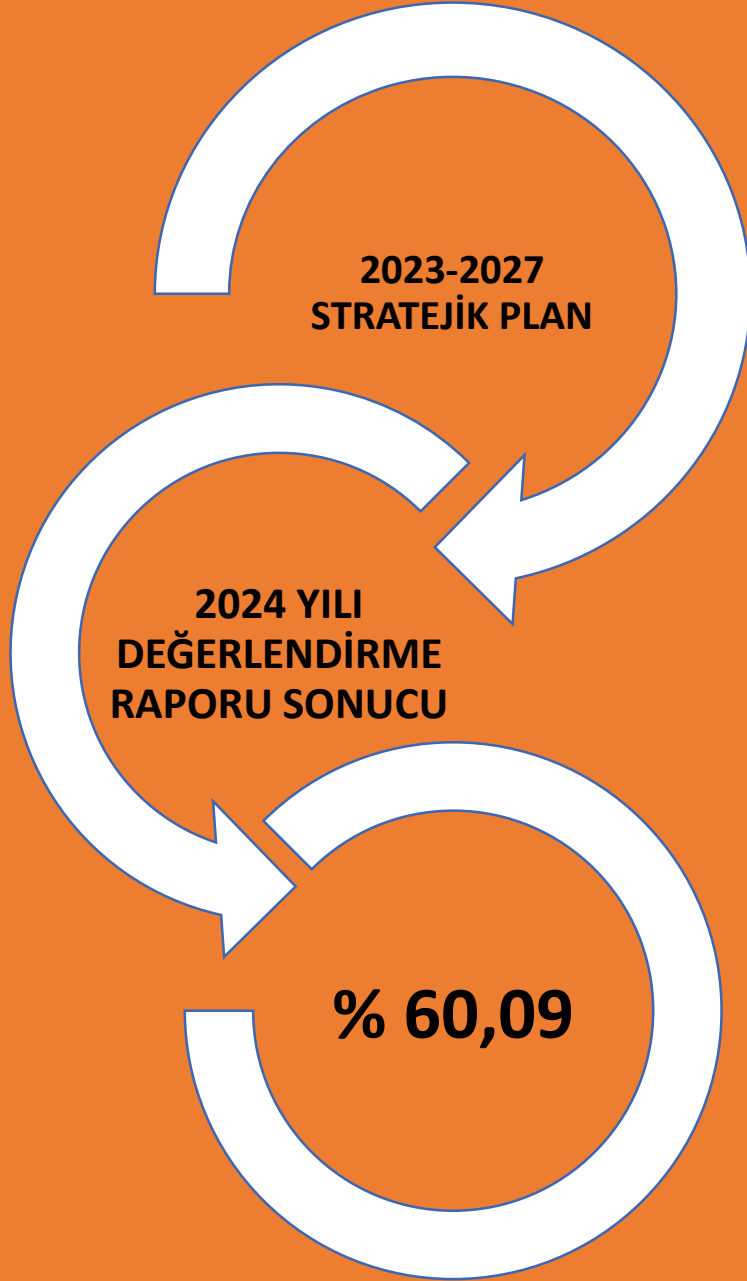 2023-2027
STRATEJİK PLAN
2024 YILI
DEĞERLENDİRME
RAPORU SONUCU
% 60,09